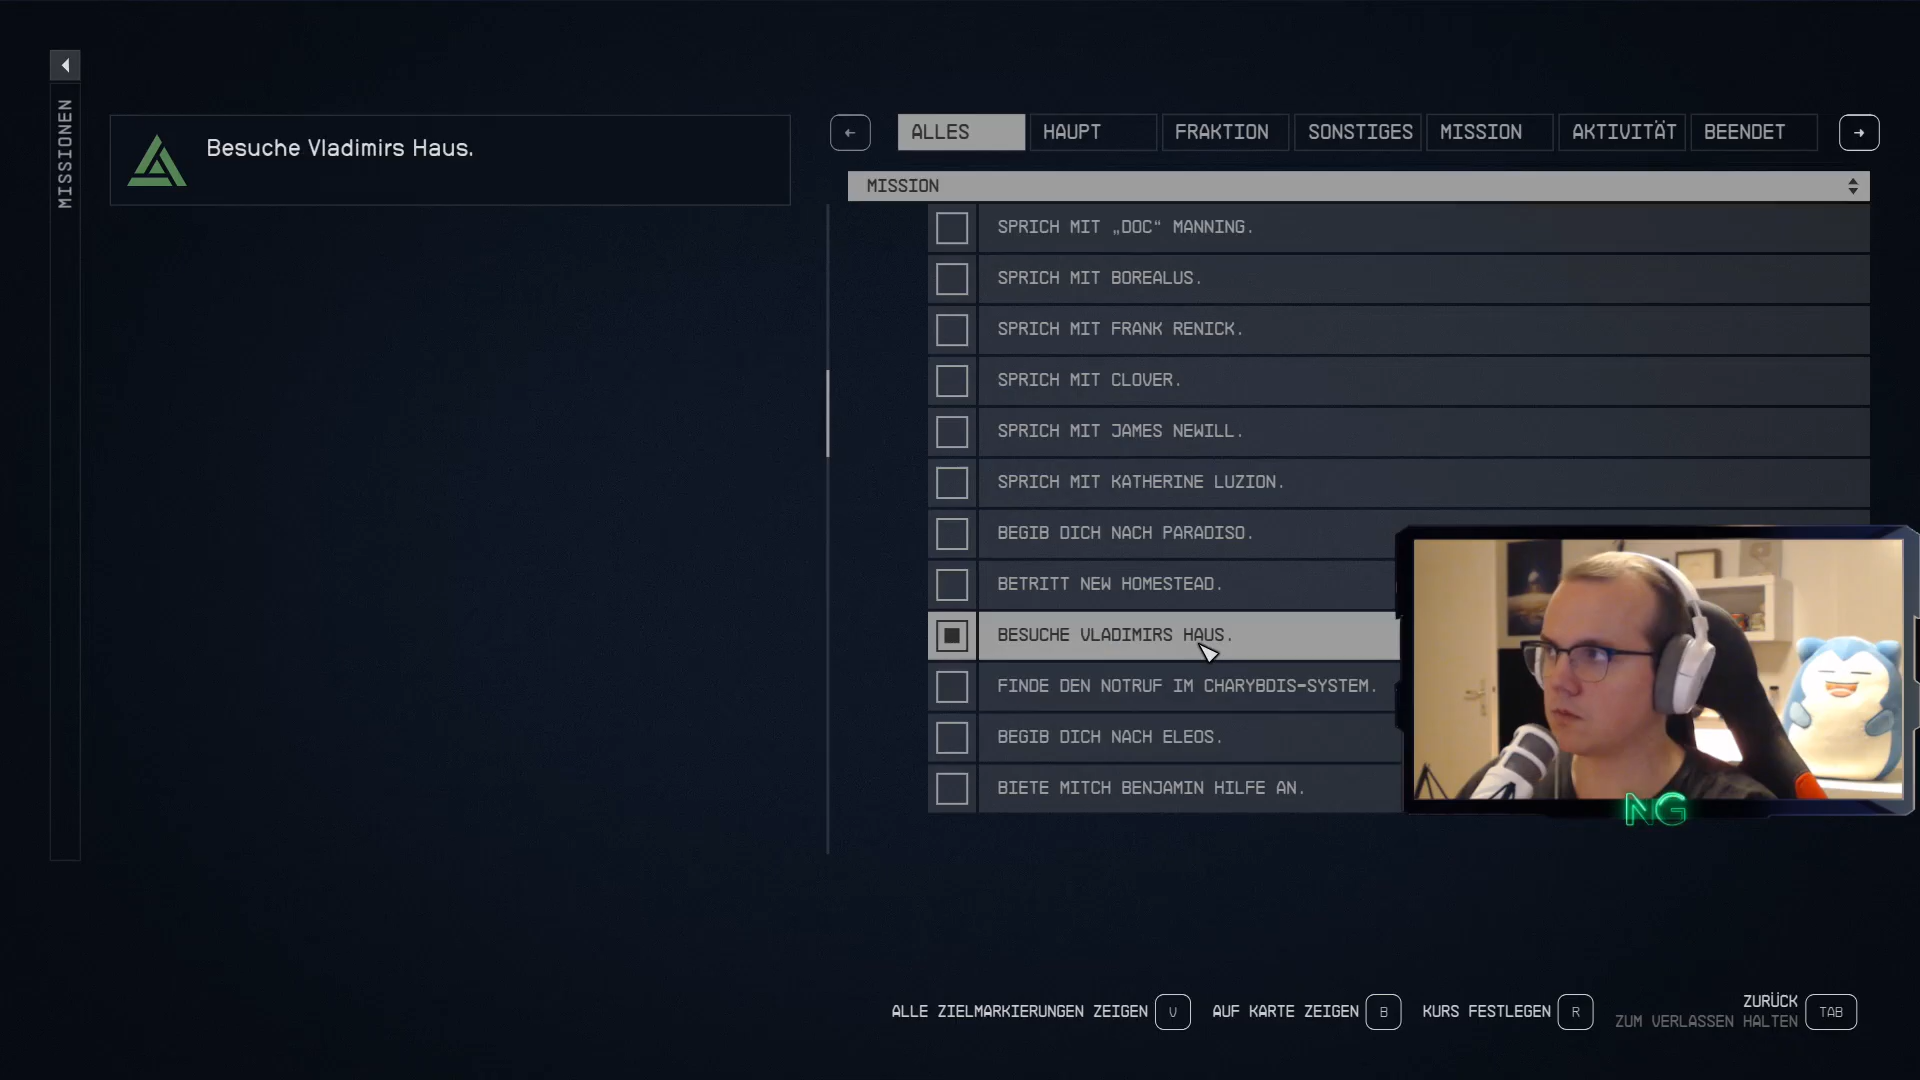 MISSIONEN
Besuche Vladimirs Haus.
ALLES
HAUPT
FRAKTION
SONSTIGES
MISSION
AKTIVITÄT
BEENDET
MISSION
SPRICH MIT „DOC“ MANNING.
SPRICH MIT BOREALUS.
SPRICH MIT FRANK RENICK.
SPRICH MIT CLOVER.
SPRICH MIT JAMES NEWILL.
SPRICH MIT KATHERINE LUZION.
BEGIB DICH NACH PARADISO.
BETRITT NEW HOMESTEAD.
BESUCHE VLADIMIRS HAUS.
FINDE DEN NOTRUF IM CHARYBDIS-SYSTEM.
BEGIB DICH NACH ELEOS.
BIETE MITCH BENJAMIN HILFE AN.
NG
ALLE ZIELMARKIERUNGEN ZEIGEN V
AUF KARTE ZEIGEN B
KURS FESTLEGEN R
ZURÜCK
ZUM VERLASSEN HALTEN TAB